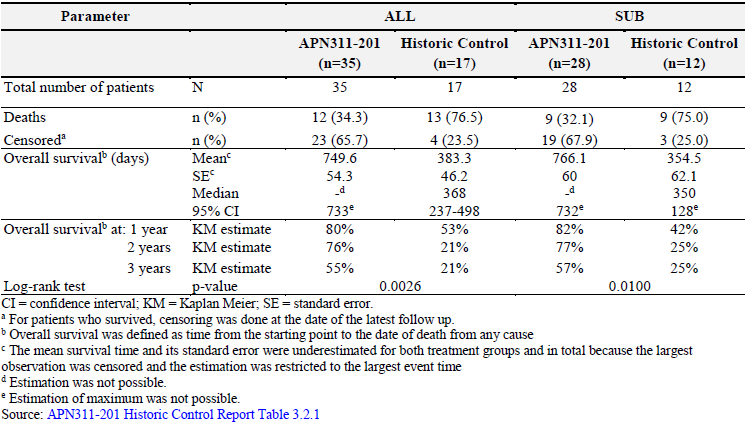 Parameter ALL SUB
APN311-201 (n=35) Historic Control (n=17) APN311-201 (n=28) Historic Control (n=12)
Total number of patients N 35 17 28 12
Deaths n (%) 12 (34.3) 13 (76.5) 9 (32.1) 9 (75.0)
Censoredᵃ n (%) 23 (65.7) 4 (23.5) 19 (67.9) 3 (25.0)
Overall survivalᵇ (days) Meanᶜ 749.6 383.3 766.1 354.5
SEᶜ 54.3 46.2 60 62.1
Median -ᵈ 368 -ᵈ 350
95% CI 733ᵉ 237-498 732ᵉ 128ᵉ
Overall survivalᵇ at: 1 year KM estimate 80% 53% 82% 42%
2 years KM estimate 76% 21% 77% 25%
3 years KM estimate 55% 21% 57% 25%
Log-rank test p-value 0.0026 0.0100
CI = confidence interval; KM = Kaplan Meier; SE = standard error.
ᵃ For patients who survived, censoring was done at the date of the latest follow up.
ᵇ Overall survival was defined as time from the starting point to the date of death from any cause
ᶜ The mean survival time and its standard error were underestimated for both treatment groups and in total because the largest
observation was censored and the estimation was restricted to the largest event time
ᵈ Estimation was not possible.
ᵉ Estimation of maximum was not possible.
Source: APN311-201 Historic Control Report Table 3.2.1